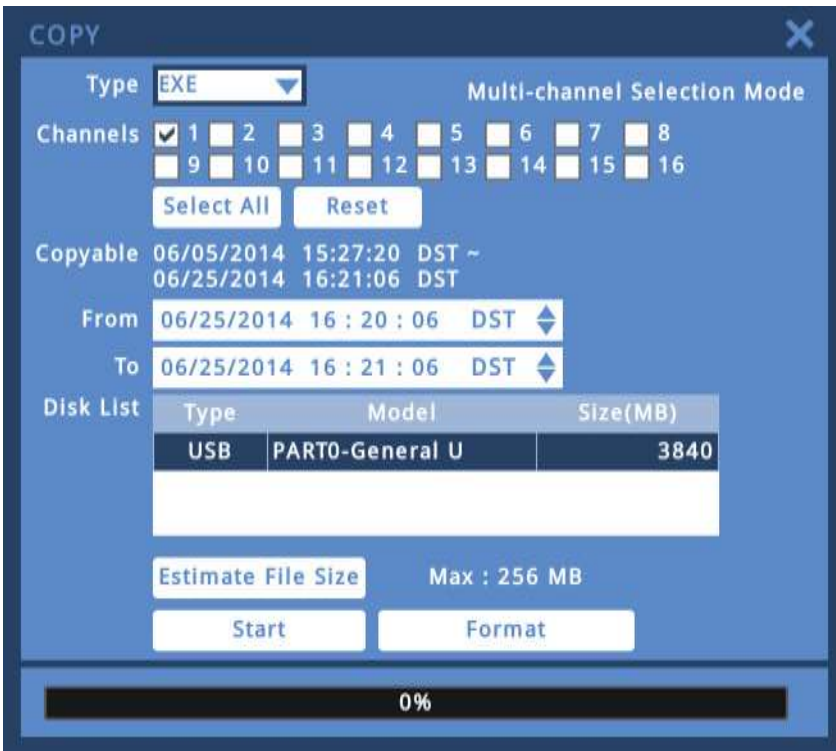 COPY
Type EXE Multi-channel Selection Mode
Channels 1 2 3 4 5 6 7 8
9 10 11 12 13 14 15 16
Select All Reset
Copyable 06/05/2014 15:27:20 DST ~
06/25/2014 16:21:06 DST
From 06/25/2014 16 : 20 : 06 DST
To 06/25/2014 16 : 21 : 06 DST
Disk List Type Model Size(MB)
USB PART0-General U 3840
Estimate File Size Max : 256 MB
Start Format
0%